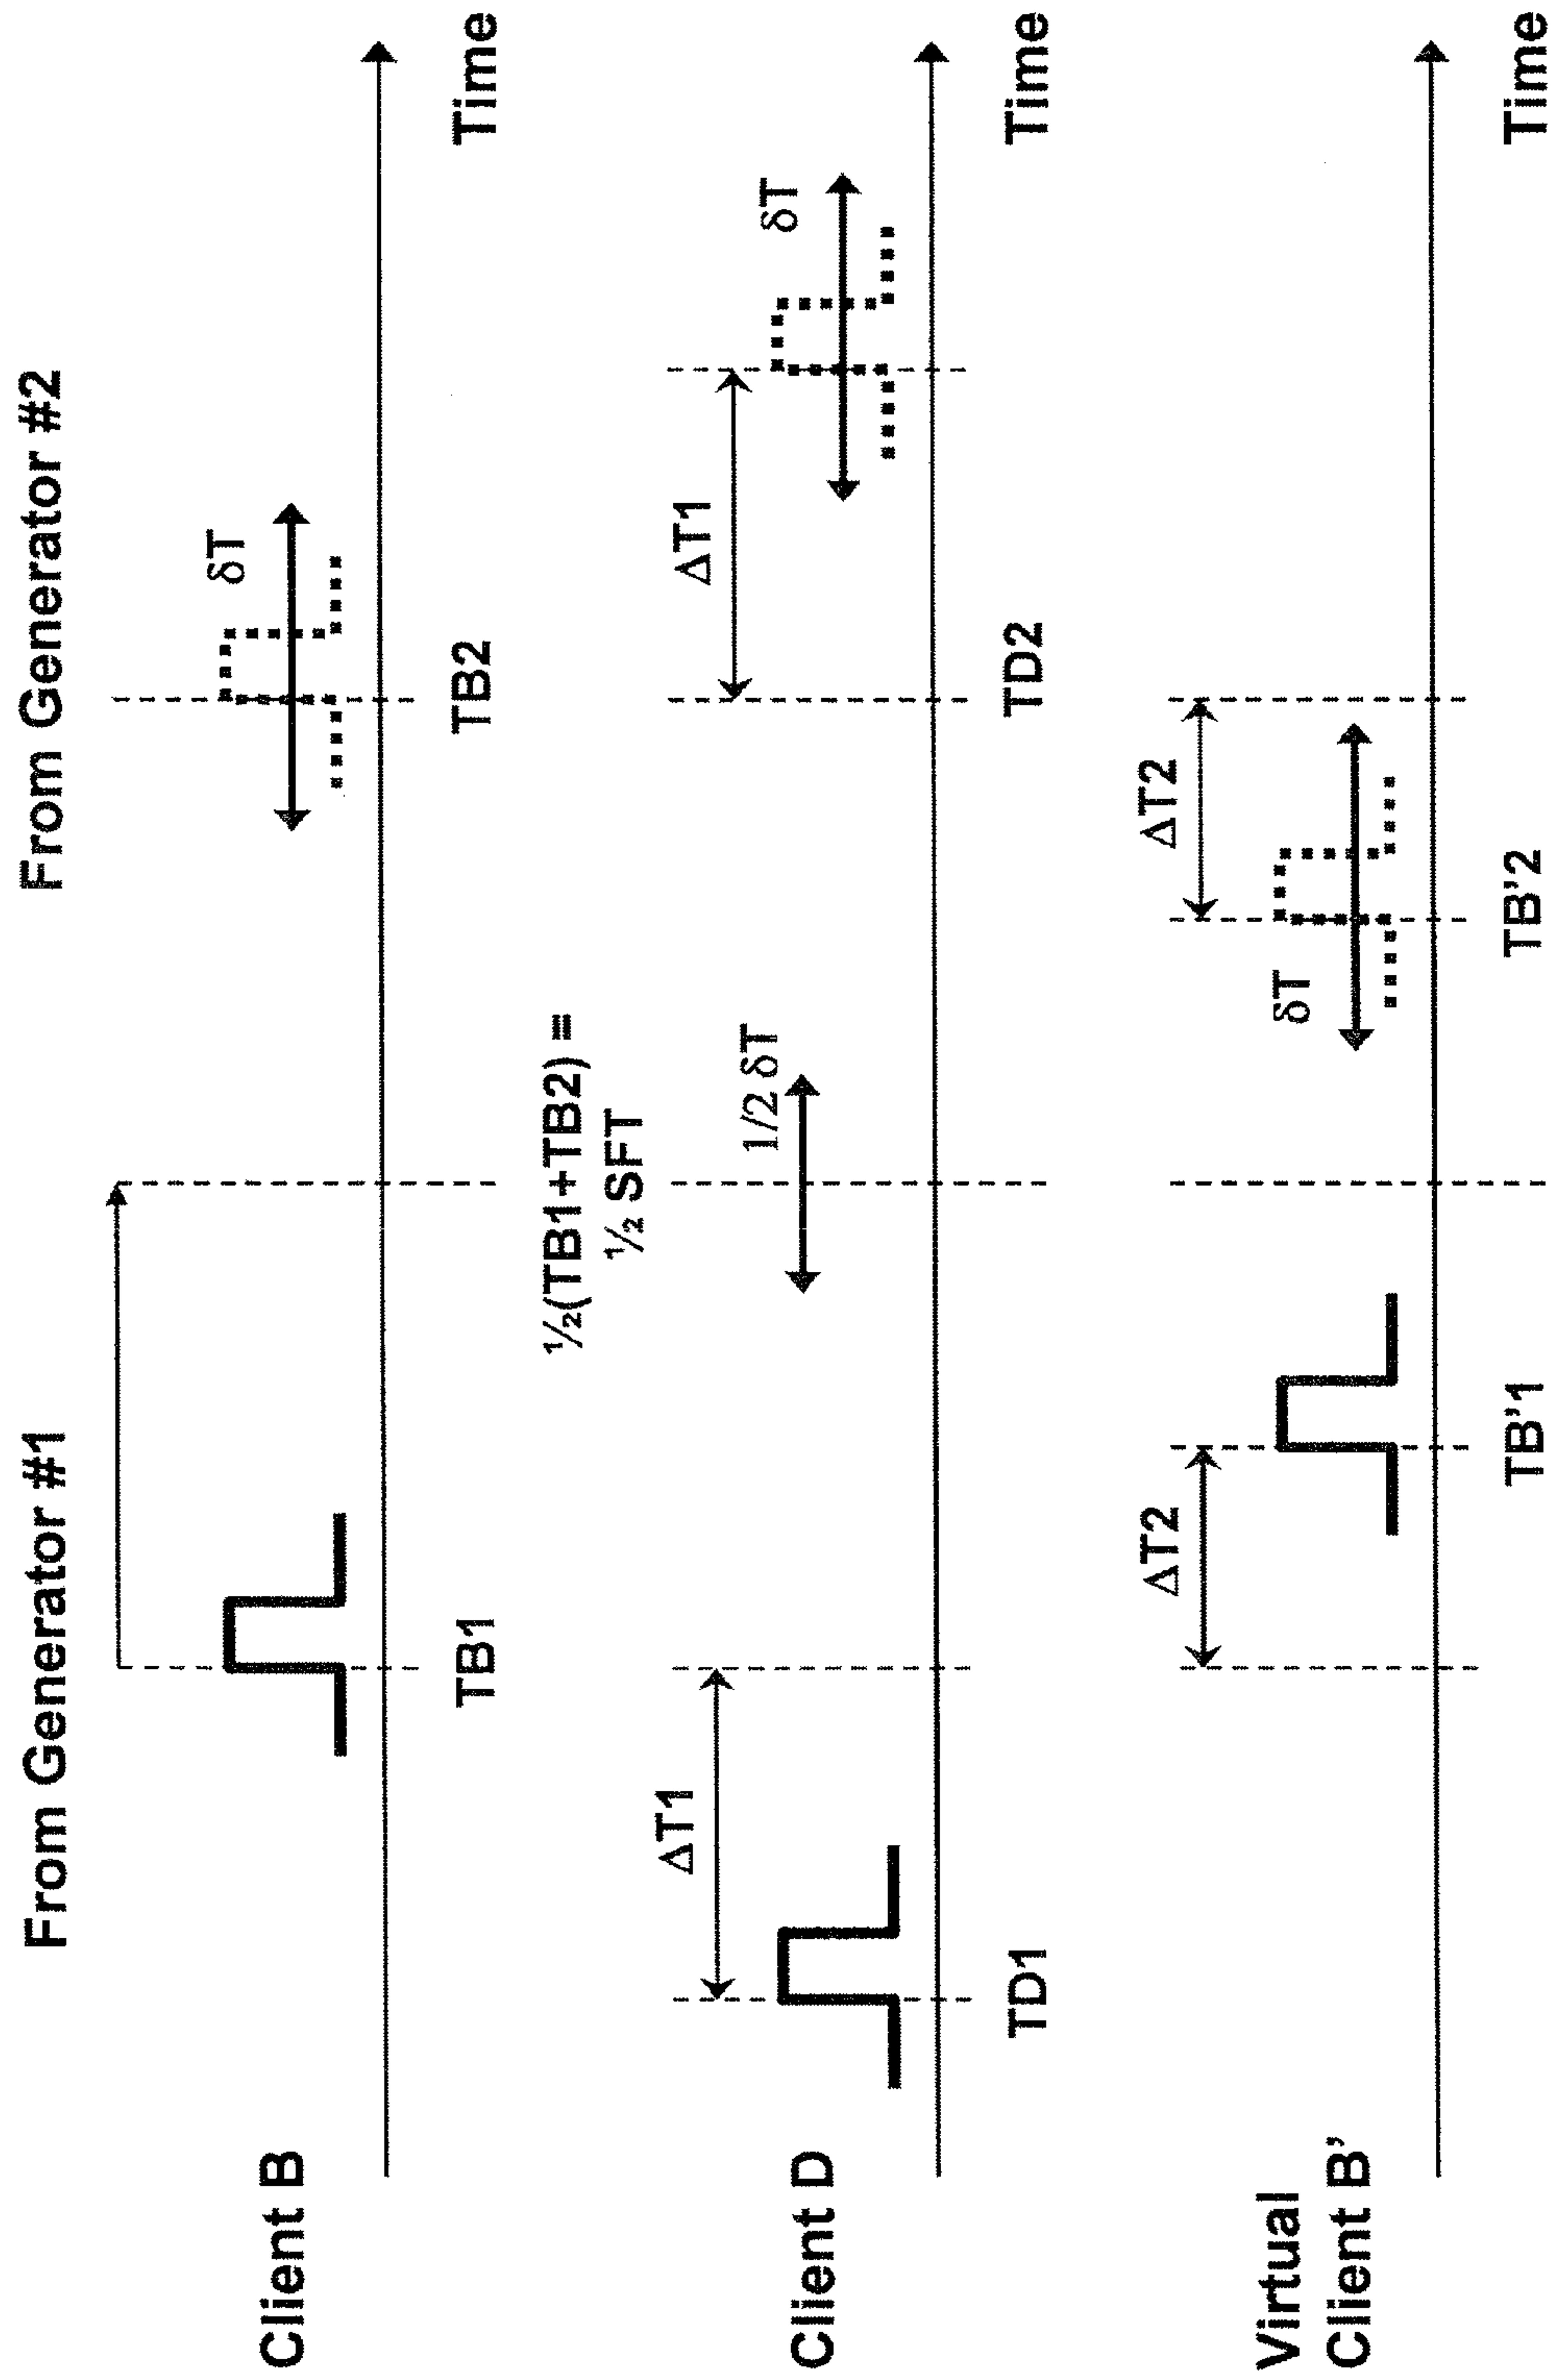 From Generator #1
From Generator #2
Client B
δT
TB1
TB2
Time
½(TB1+TB2) =
½ SFT
Client D
ΔT1
1/2 δT
ΔT1
δT
TD1
TD2
Time
Virtual
Client B'
ΔT2
δT
ΔT2
TB'1
TB'2
Time